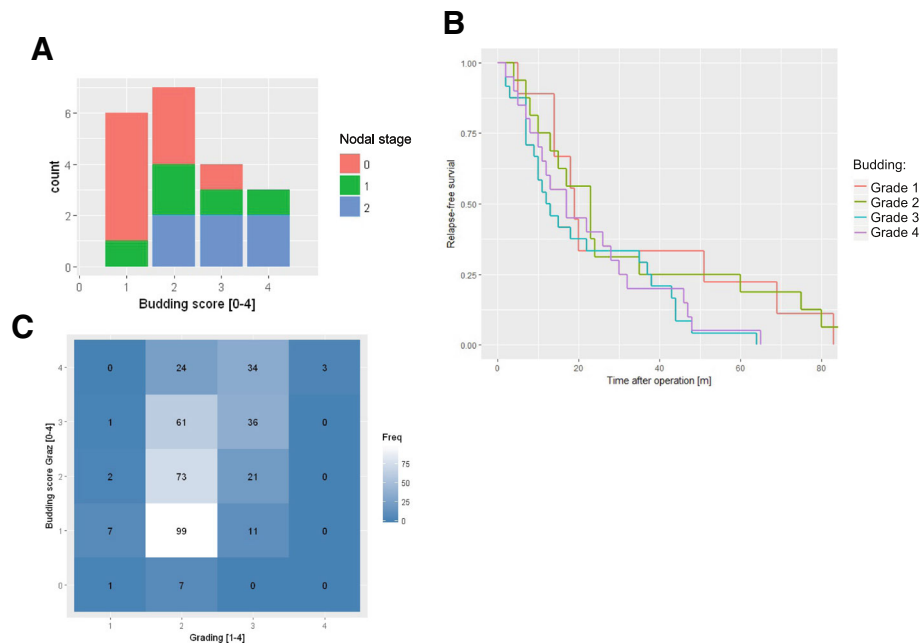 A
6
4
2
0
count
0
1
2
3
4
Budding score [0-4]
Nodal stage
0
1
2
B
1.00
0.75
0.50
0.25
0.00
Relapse-free survial
0
20
40
60
80
Time after operation [m]
Budding:
Grade 1
Grade 2
Grade 3
Grade 4
C
Budding score Graz [0-4]
4
0 24 34 3
3
1 61 36 0
2
2 73 21 0
1
7 99 11 0
0
1 7 0 0
1
2
3
4
Grading [1-4]
Freq
75
50
25
0